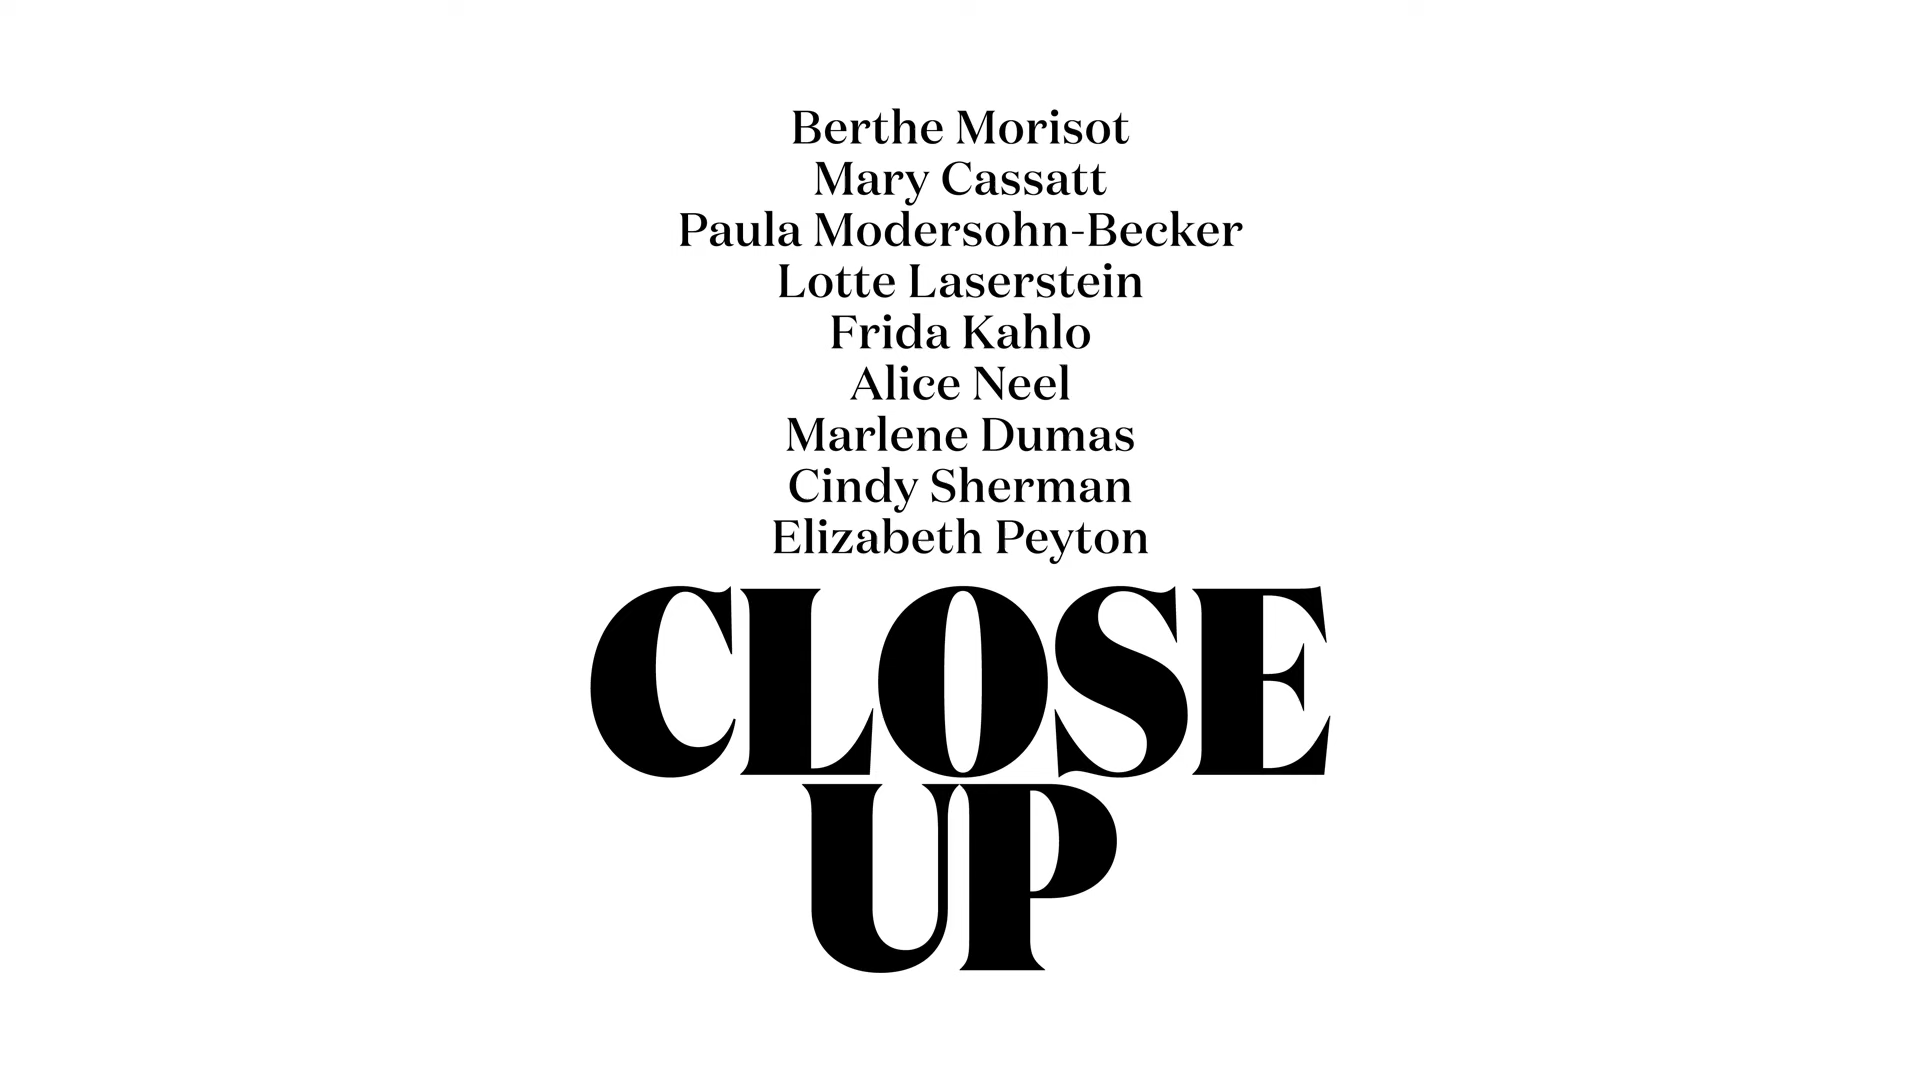 Berthe Morisot
Mary Cassatt
Paula Modersohn-Becker
Lotte Laserstein
Frida Kahlo
Alice Neel
Marlene Dumas
Cindy Sherman
Elizabeth Peyton
CLOSE
UP